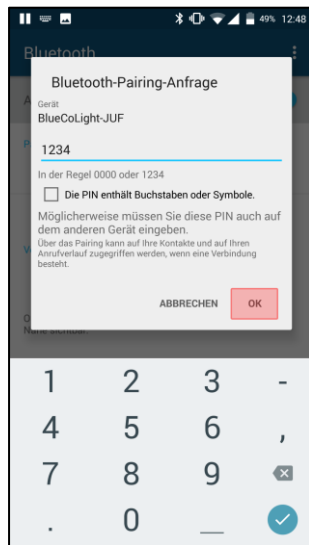 49% 12:48
Bluetooth
Bluetooth-Pairing-Anfrage
Gerät
BlueCoLight-JUF
1234
In der Regel 0000 oder 1234
Die PIN enthält Buchstaben oder Symbole.
Möglicherweise müssen Sie diese PIN auch auf
dem anderen Gerät eingeben.
Über das Pairing kann auf Ihre Kontakte und auf Ihren
Anrufverlauf zugegriffen werden, wenn eine Verbindung
besteht.
ABBRECHEN OK
Nähe sichtbar.
1 2 3 -
4 5 6 ,
7 8 9
. 0 _